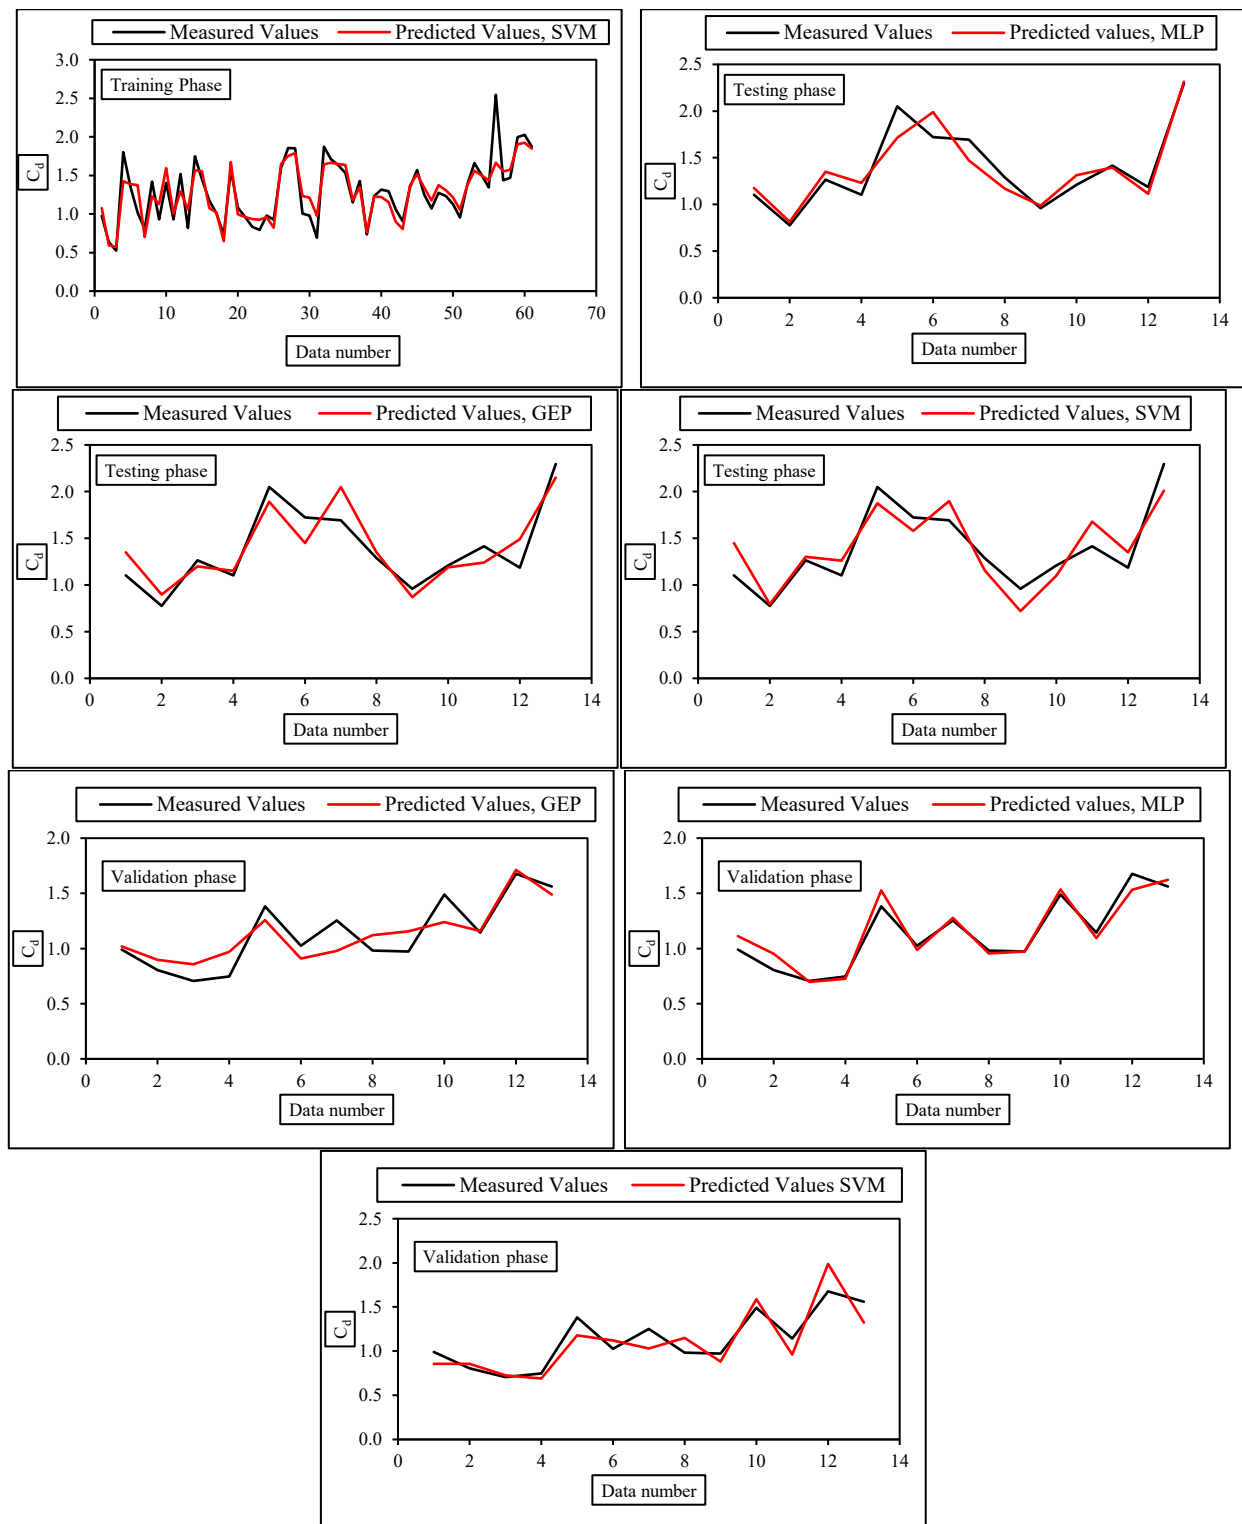 Measured Values Predicted Values, SVM
Training Phase
3.0
2.5
2.0
1.5
1.0
0.5
0.0
C_d
0 10 20 30 40 50 60 70
Data number
Measured Values Predicted values, MLP
Testing phase
2.5
2.0
1.5
1.0
0.5
0.0
C_d
0 2 4 6 8 10 12 14
Data number
Measured Values Predicted Values, GEP
Testing phase
2.5
2.0
1.5
1.0
0.5
0.0
C_d
0 2 4 6 8 10 12 14
Data number
Measured Values Predicted Values, SVM
Testing phase
2.5
2.0
1.5
1.0
0.5
0.0
C_d
0 2 4 6 8 10 12 14
Data number
Measured Values Predicted Values, GEP
Validation phase
2.0
1.5
1.0
0.5
0.0
C_d
0 2 4 6 8 10 12 14
Data number
Measured Values Predicted values, MLP
Validation phase
2.0
1.5
1.0
0.5
0.0
C_d
0 2 4 6 8 10 12 14
Data number
Measured Values Predicted Values SVM
Validation phase
2.5
2.0
1.5
1.0
0.5
0.0
C_d
0 2 4 6 8 10 12 14
Data number